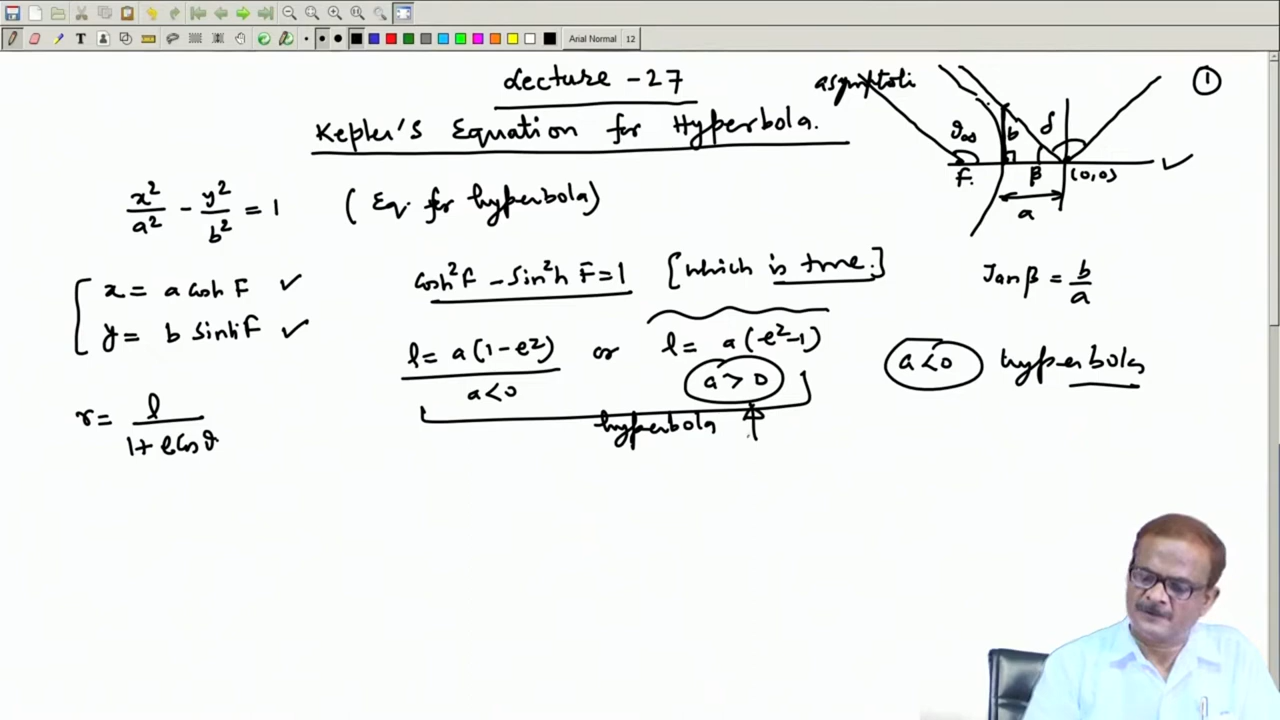 Arial Normal 12
Lecture - 27
Kepler's Equation for Hyperbola.
①
x²/a² - y²/b² = 1 (Eq. for hyperbola)
x = a cosh F ✓
y = b sinh F ✓
cosh²F - Sin²h F = 1 [which is true.]
l = a(1-e²) or l = a(e²-1)
a<0 a>0
hyperbola
a<0 hyperbola
r = l / 1+ e Cos θ
asymptoti
θ∞ b δ
F. β (0,0) ✓
a
Tan β = b/a